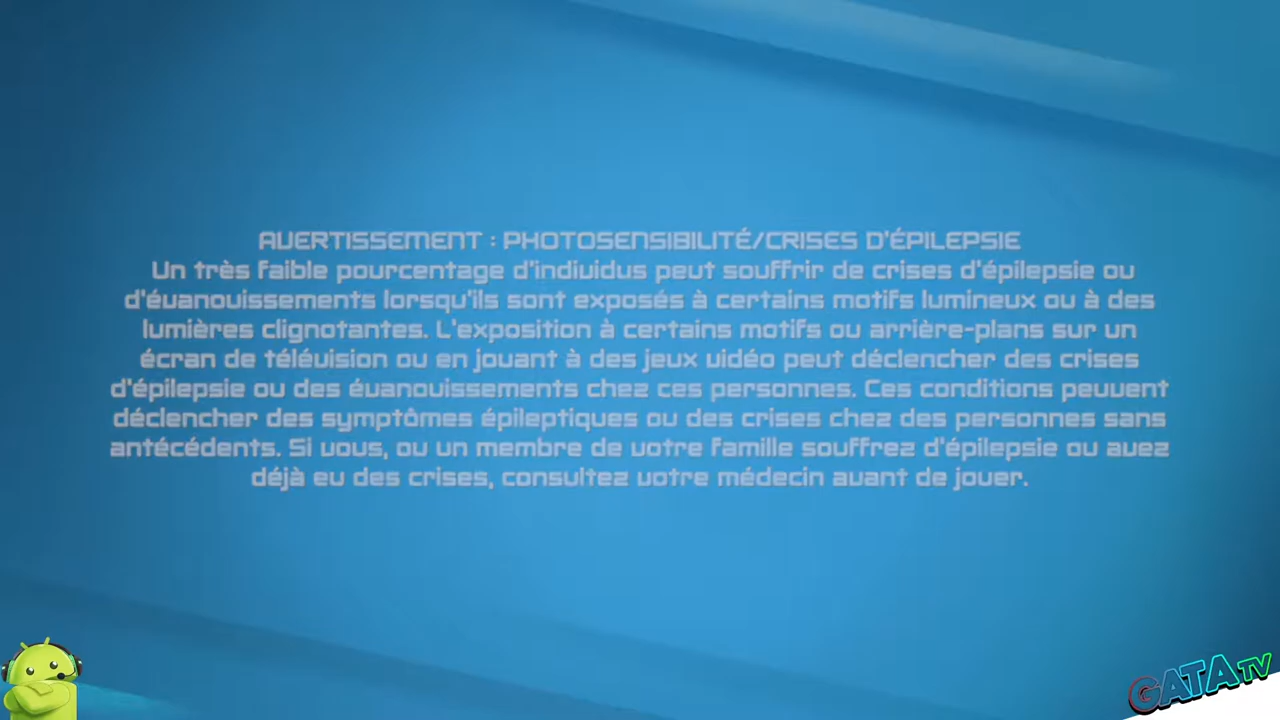 AVERTISSEMENT : PHOTOSENSIBILITÉ/CRISES D'ÉPILEPSIE
Un très faible pourcentage d'individus peut souffrir de crises d'épilepsie ou
d'évanouissements lorsqu'ils sont exposés à certains motifs lumineux ou à des
lumières clignotantes. L'exposition à certains motifs ou arrière-plans sur un
écran de télévision ou en jouant à des jeux vidéo peut déclencher des crises
d'épilepsie ou des évanouissements chez ces personnes. Ces conditions peuvent
déclencher des symptômes épileptiques ou des crises chez des personnes sans
antécédents. Si vous, ou un membre de votre famille souffrez d'épilepsie ou avez
déjà eu des crises, consultez votre médecin avant de jouer.
GATA TV